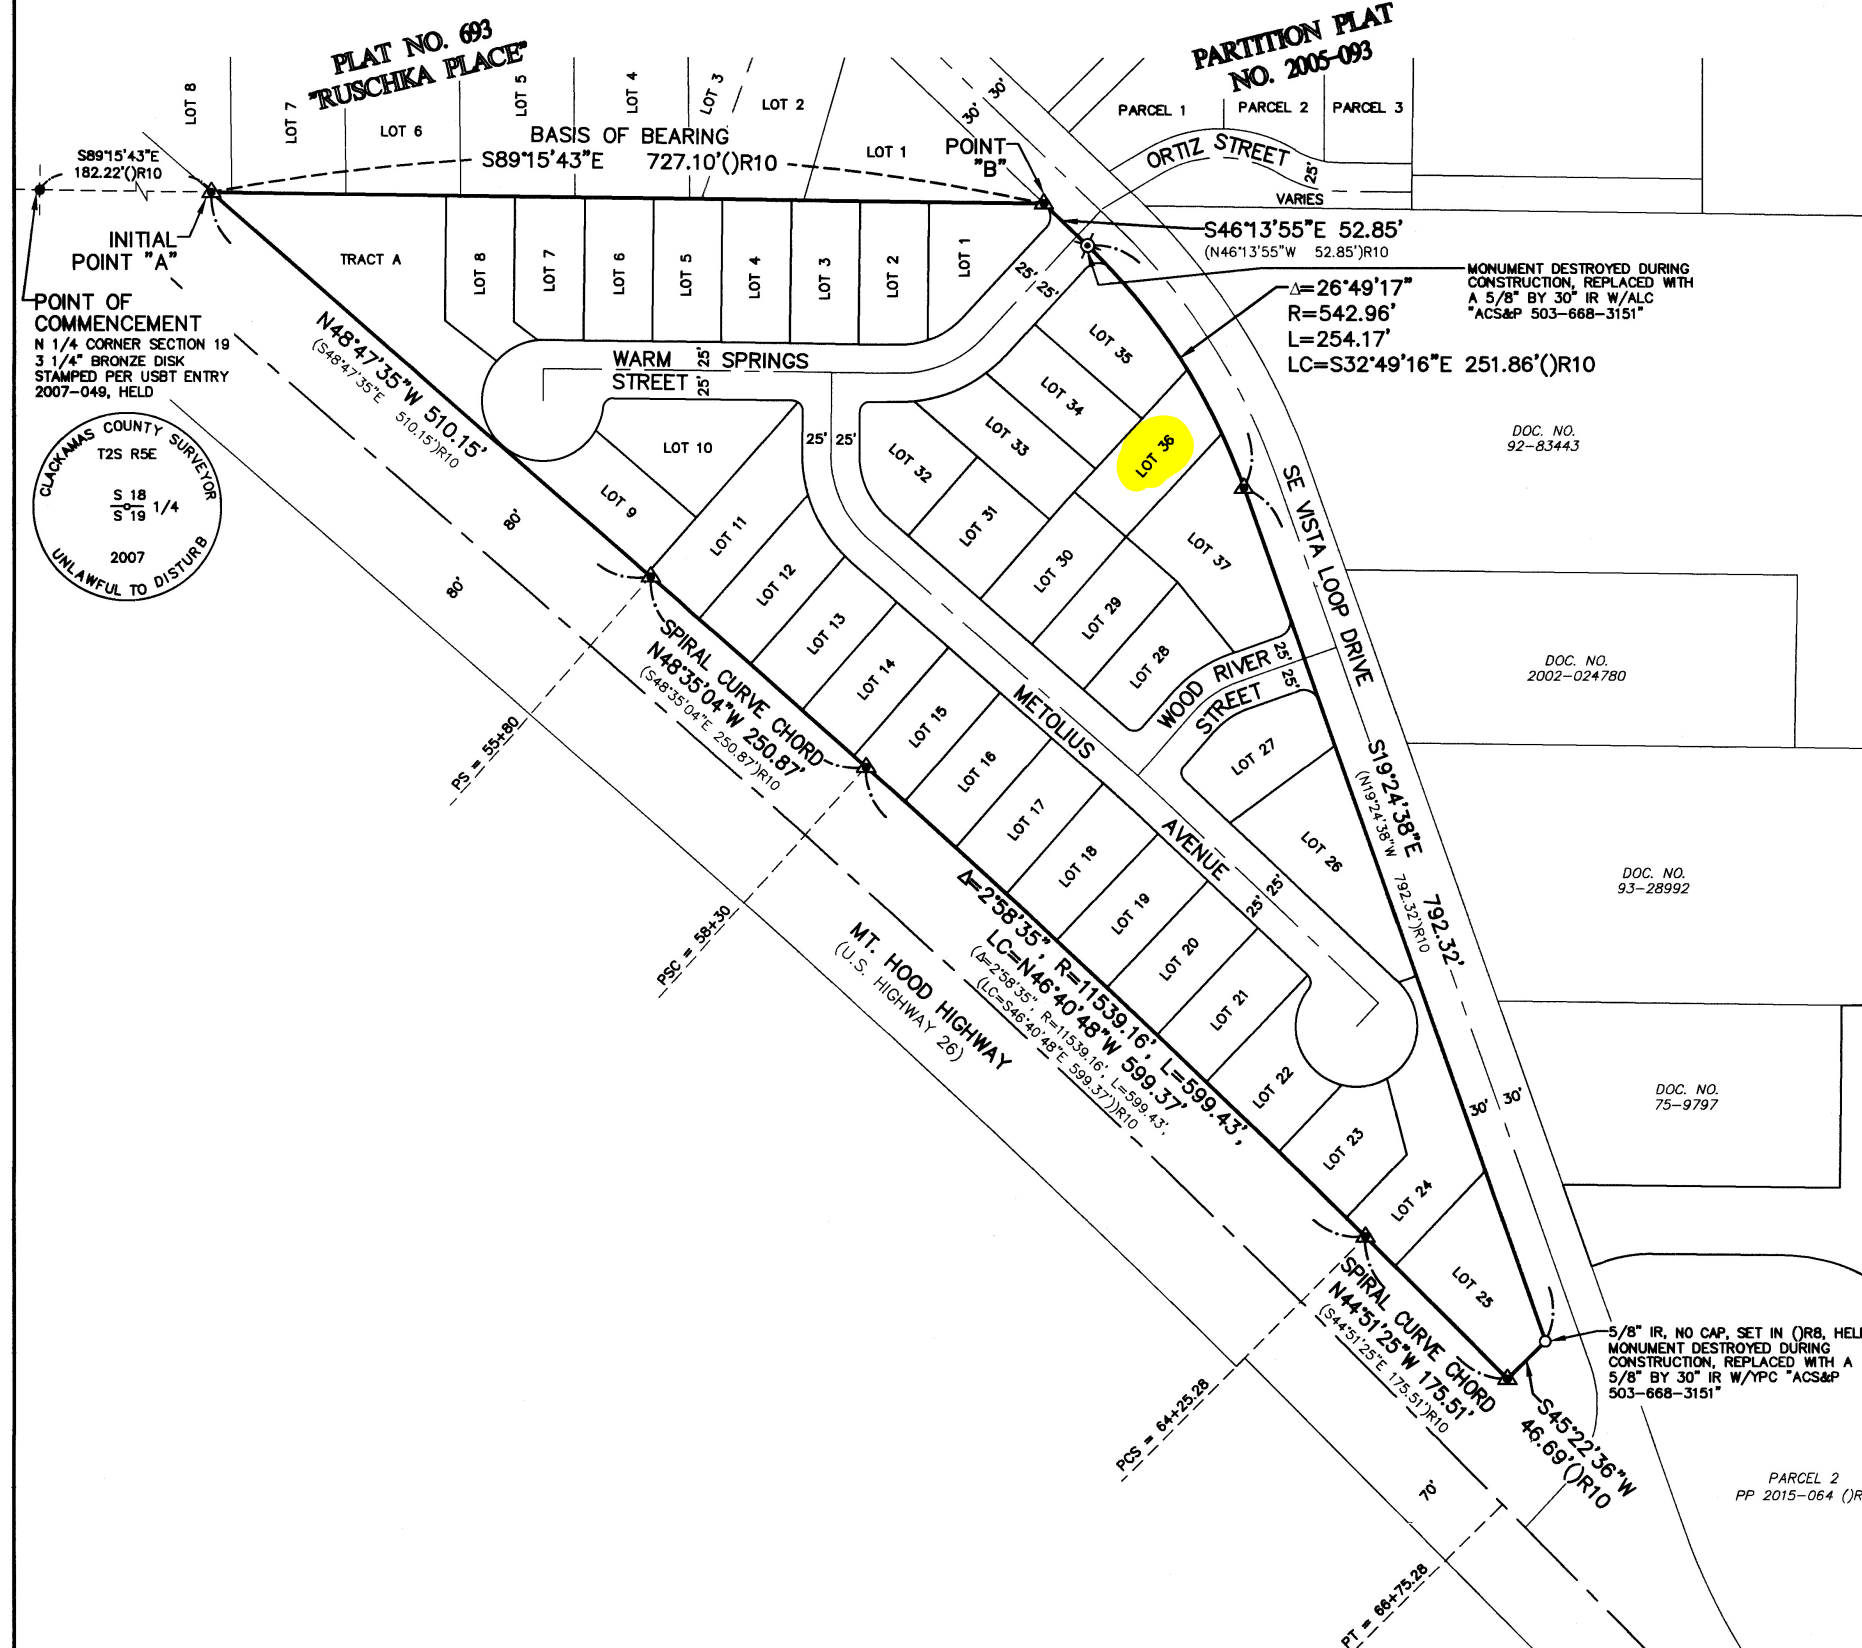 PLAT NO. 693
"RUSCHKA PLACE"
PARTITION PLAT
NO. 2005-093
LOT 8
LOT 7
LOT 6
LOT 5
LOT 4
LOT 3
LOT 2
LOT 1
BASIS OF BEARING
S89°15'43"E 727.10'()R10
S89°15'43"E
182.22'()R10
POINT
"B"
30'
30'
PARCEL 1
PARCEL 2
PARCEL 3
ORTIZ STREET
25'
VARIES
INITIAL
POINT "A"
POINT OF
COMMENCEMENT
N 1/4 CORNER SECTION 19
3 1/4" BRONZE DISK
STAMPED PER USBT ENTRY
2007-049, HELD
CLACKAMAS COUNTY SURVEYOR
T2S R5E
S 18
S 19
1/4
2007
UNLAWFUL TO DISTURB
TRACT A
LOT 8
LOT 7
LOT 6
LOT 5
LOT 4
LOT 3
LOT 2
LOT 1
25'
25'
S46°13'55"E 52.85'
(N46°13'55"W 52.85')R10
MONUMENT DESTROYED DURING
CONSTRUCTION, REPLACED WITH
A 5/8" BY 30" IR W/ALC
"ACS&P 503-668-3151"
Δ=26°49'17"
R=542.96'
L=254.17'
LC=S32°49'16"E 251.86'()R10
N48°47'35"W 510.15'
(S48°47'35"E 510.15')R10
WARM SPRINGS
STREET
25'
25'
25'
25'
LOT 35
LOT 34
LOT 33
LOT 36
LOT 32
LOT 31
LOT 30
LOT 37
LOT 29
LOT 28
LOT 10
LOT 9
LOT 11
LOT 12
LOT 13
LOT 14
LOT 15
LOT 16
LOT 17
LOT 18
LOT 19
LOT 20
LOT 21
LOT 22
LOT 23
LOT 24
LOT 25
LOT 26
LOT 27
80'
80'
DOC. NO.
92-83443
SE VISTA LOOP DRIVE
DOC. NO.
2002-024780
DOC. NO.
93-28992
DOC. NO.
75-9797
WOOD RIVER
STREET
25'
25'
METOLIUS
AVENUE
25'
25'
SPIRAL CURVE CHORD
N48°35'04"W 250.87'
(S48°35'04"E 250.87')R10
PS = 55+80
PSC = 58+30
S19°24'38"E 792.32'
(N19°24'38"W 792.32')R10
Δ=2°58'35", R=11539.16', L=599.43',
LC=N46°40'48"W 599.37'
(Δ=2°58'35", R=11539.16', L=599.43',
(LC=S46°40'48"E 599.37'))R10
MT. HOOD HIGHWAY
(U.S. HIGHWAY 26)
30'
30'
SPIRAL CURVE CHORD
N44°51'25"W 175.51'
(S44°51'25"E 175.51')R10
PCS = 64+25.28
5/8" IR, NO CAP, SET IN ()R8, HEL
MONUMENT DESTROYED DURING
CONSTRUCTION, REPLACED WITH A
5/8" BY 30" IR W/YPC "ACS&P
503-668-3151"
S45°22'36"W
46.69'()R10
PARCEL 2
PP 2015-064 ()R
70'
PT = 66+75.28